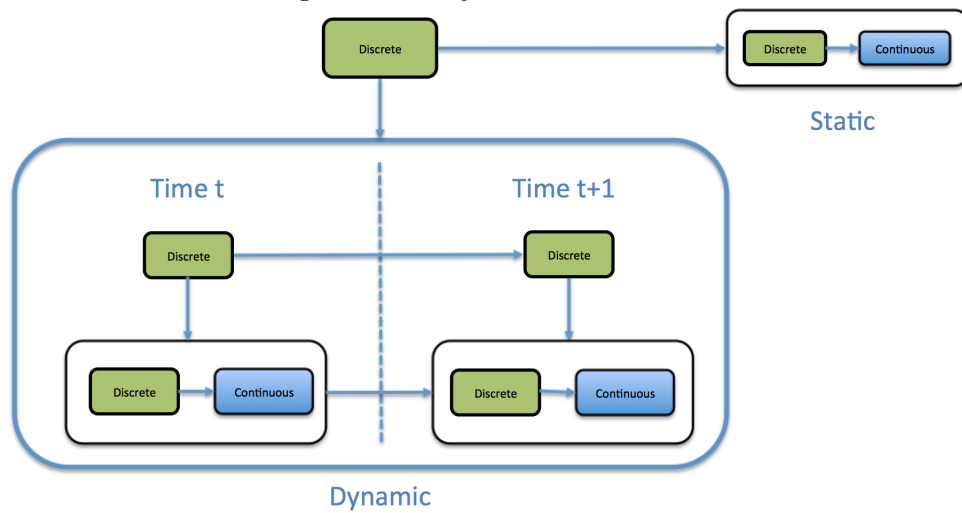 Discrete
Discrete
Continuous
Static
Time t
Time t+1
Discrete
Discrete
Discrete
Continuous
Discrete
Continuous
Dynamic